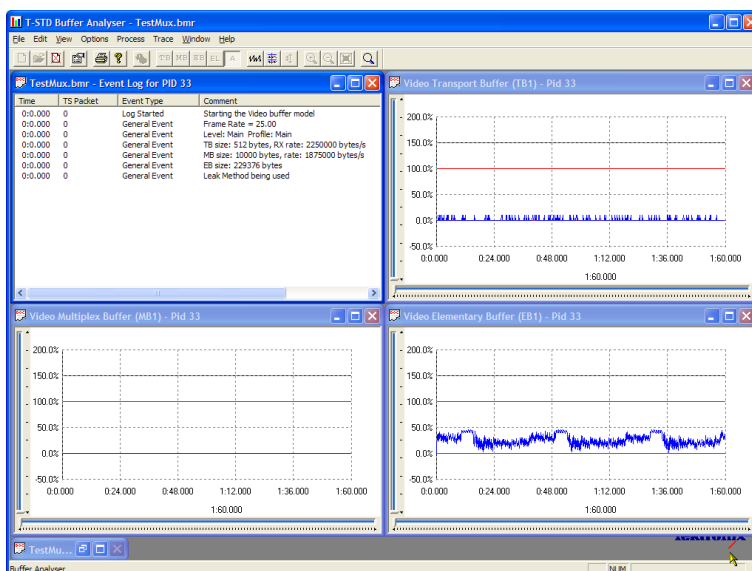 T-STD Buffer Analyser - TestMux.bmr
File Edit View Options Process Trace Window Help
TB MB EB EL A
TestMux.bmr - Event Log for PID 33
Time TS Packet Event Type Comment
0:0.000 0 Log Started Starting the Video buffer model
0:0.000 0 General Event Frame Rate = 25.00
0:0.000 0 General Event Level: Main Profile: Main
0:0.000 0 General Event TB size: 512 bytes, RX rate: 2250000 bytes/s
0:0.000 0 General Event MB size: 10000 bytes, rate: 1875000 bytes/s
0:0.000 0 General Event EB size: 229376 bytes
0:0.000 0 General Event Leak Method being used
Video Transport Buffer (TB1) - Pid 33
200.0%
150.0%
100.0%
50.0%
0.0%
-50.0%
0:0.000 0:24.000 0:48.000 1:12.000 1:36.000 1:60.000
1:60.000
Video Multiplex Buffer (MB1) - Pid 33
200.0%
150.0%
100.0%
50.0%
0.0%
-50.0%
0:0.000 0:24.000 0:48.000 1:12.000 1:36.000 1:60.000
1:60.000
Video Elementary Buffer (EB1) - Pid 33
200.0%
150.0%
100.0%
50.0%
0.0%
-50.0%
0:0.000 0:24.000 0:48.000 1:12.000 1:36.000 1:60.000
1:60.000
Tektronix
TestMu...
Buffer Analyser
NUM